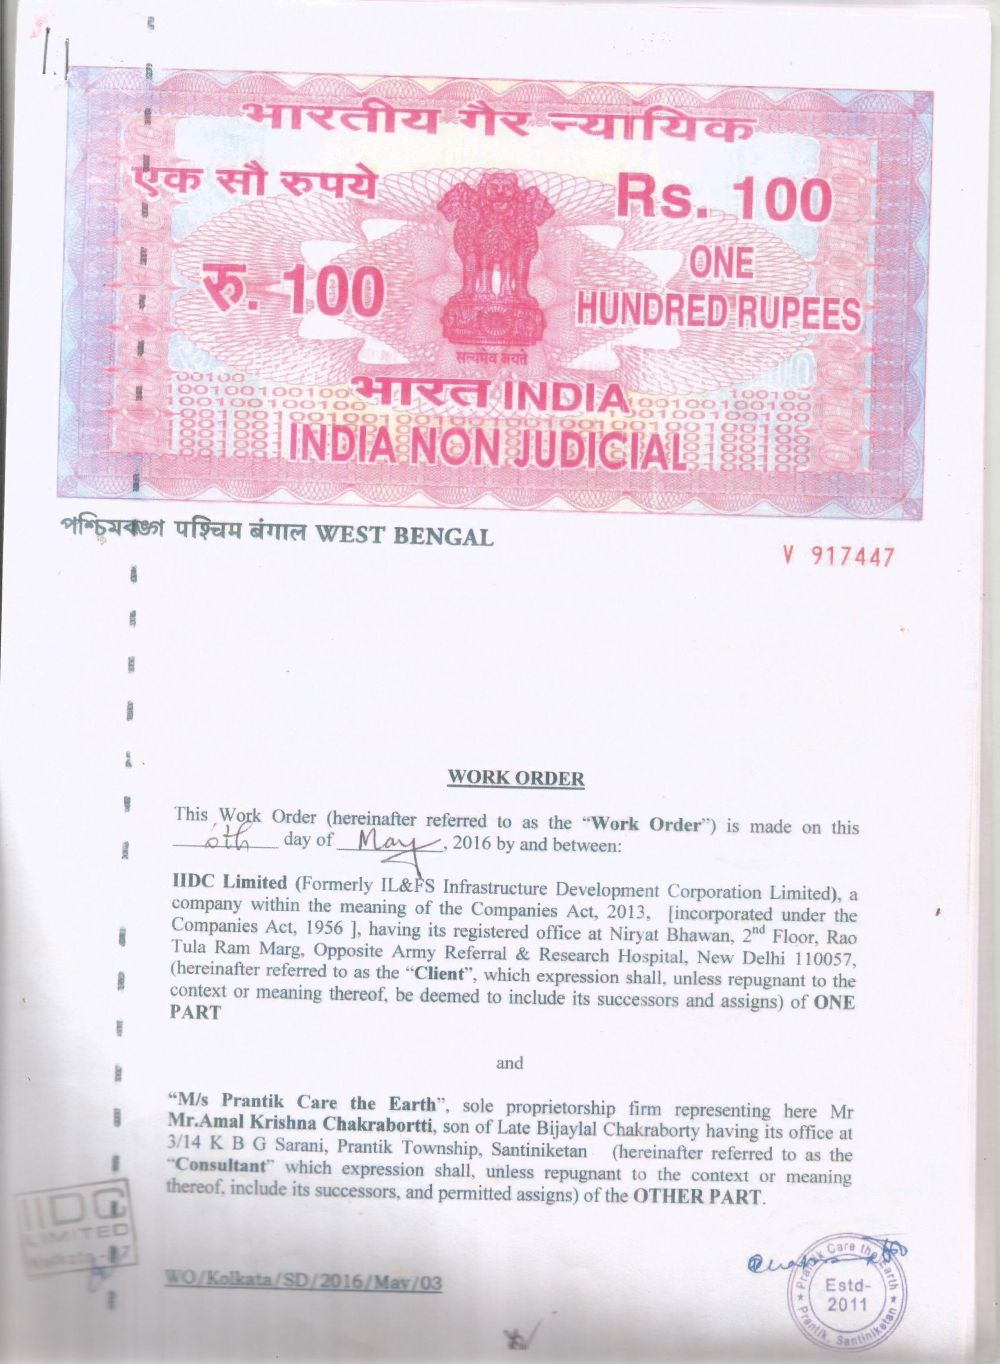 भारतीय गैर न्यायिक
एक सौ रुपये
Rs. 100
रु. 100
ONE
HUNDRED RUPEES
सत्यमेव जयते
भारत INDIA
INDIA NON JUDICIAL
পশ্চিমবঙ্গ पश्चिम बंगाल WEST BENGAL
V 917447
WORK ORDER
This Work Order (hereinafter referred to as the “Work Order”) is made on this
6th day of May, 2016 by and between:
IIDC Limited (Formerly IL&FS Infrastructure Development Corporation Limited), a
company within the meaning of the Companies Act, 2013, [incorporated under the
Companies Act, 1956 ], having its registered office at Niryat Bhawan, 2nd Floor, Rao
Tula Ram Marg, Opposite Army Referral & Research Hospital, New Delhi 110057,
(hereinafter referred to as the “Client”, which expression shall, unless repugnant to the
context or meaning thereof, be deemed to include its successors and assigns) of ONE
PART
and
“M/s Prantik Care the Earth”, sole proprietorship firm representing here Mr
Mr.Amal Krishna Chakrabortti, son of Late Bijaylal Chakraborty having its office at
3/14 K B G Sarani, Prantik Township, Santiniketan (hereinafter referred to as the
“Consultant” which expression shall, unless repugnant to the context or meaning
thereof, include its successors, and permitted assigns) of the OTHER PART.
IIDC
LIMITED
Kolkata
WO/Kolkata/SD/2016/May/03
Prantik Care the Earth
Estd-
2011
Prantik, Santiniketan